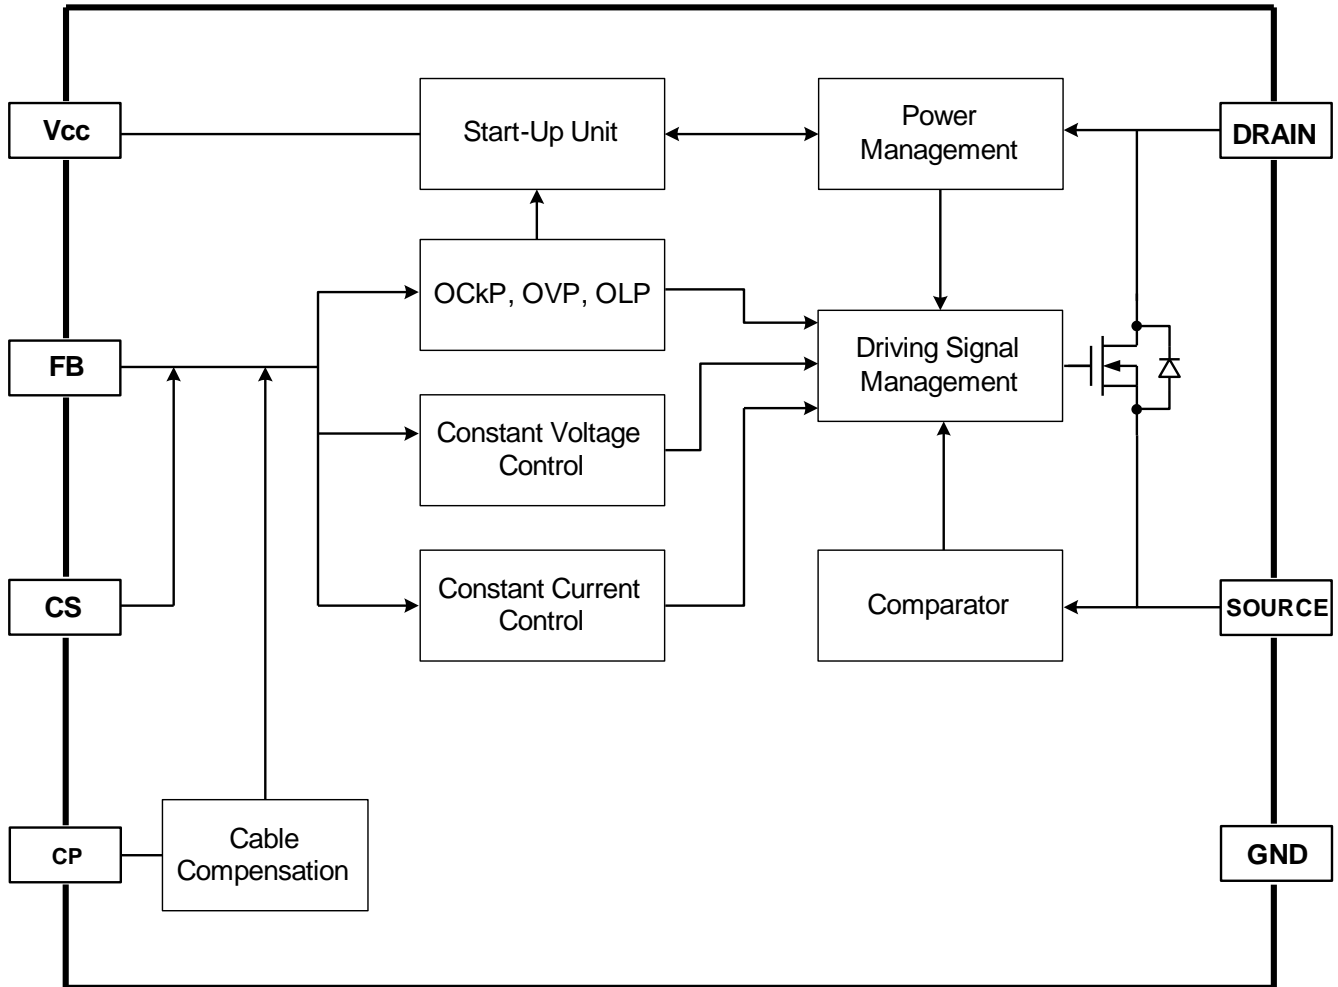 Vcc
Start-Up Unit
Power
Management
DRAIN
OCkP, OVP, OLP
FB
Driving Signal
Management
Constant Voltage
Control
CS
Constant Current
Control
Comparator
SOURCE
CP
Cable
Compensation
GND